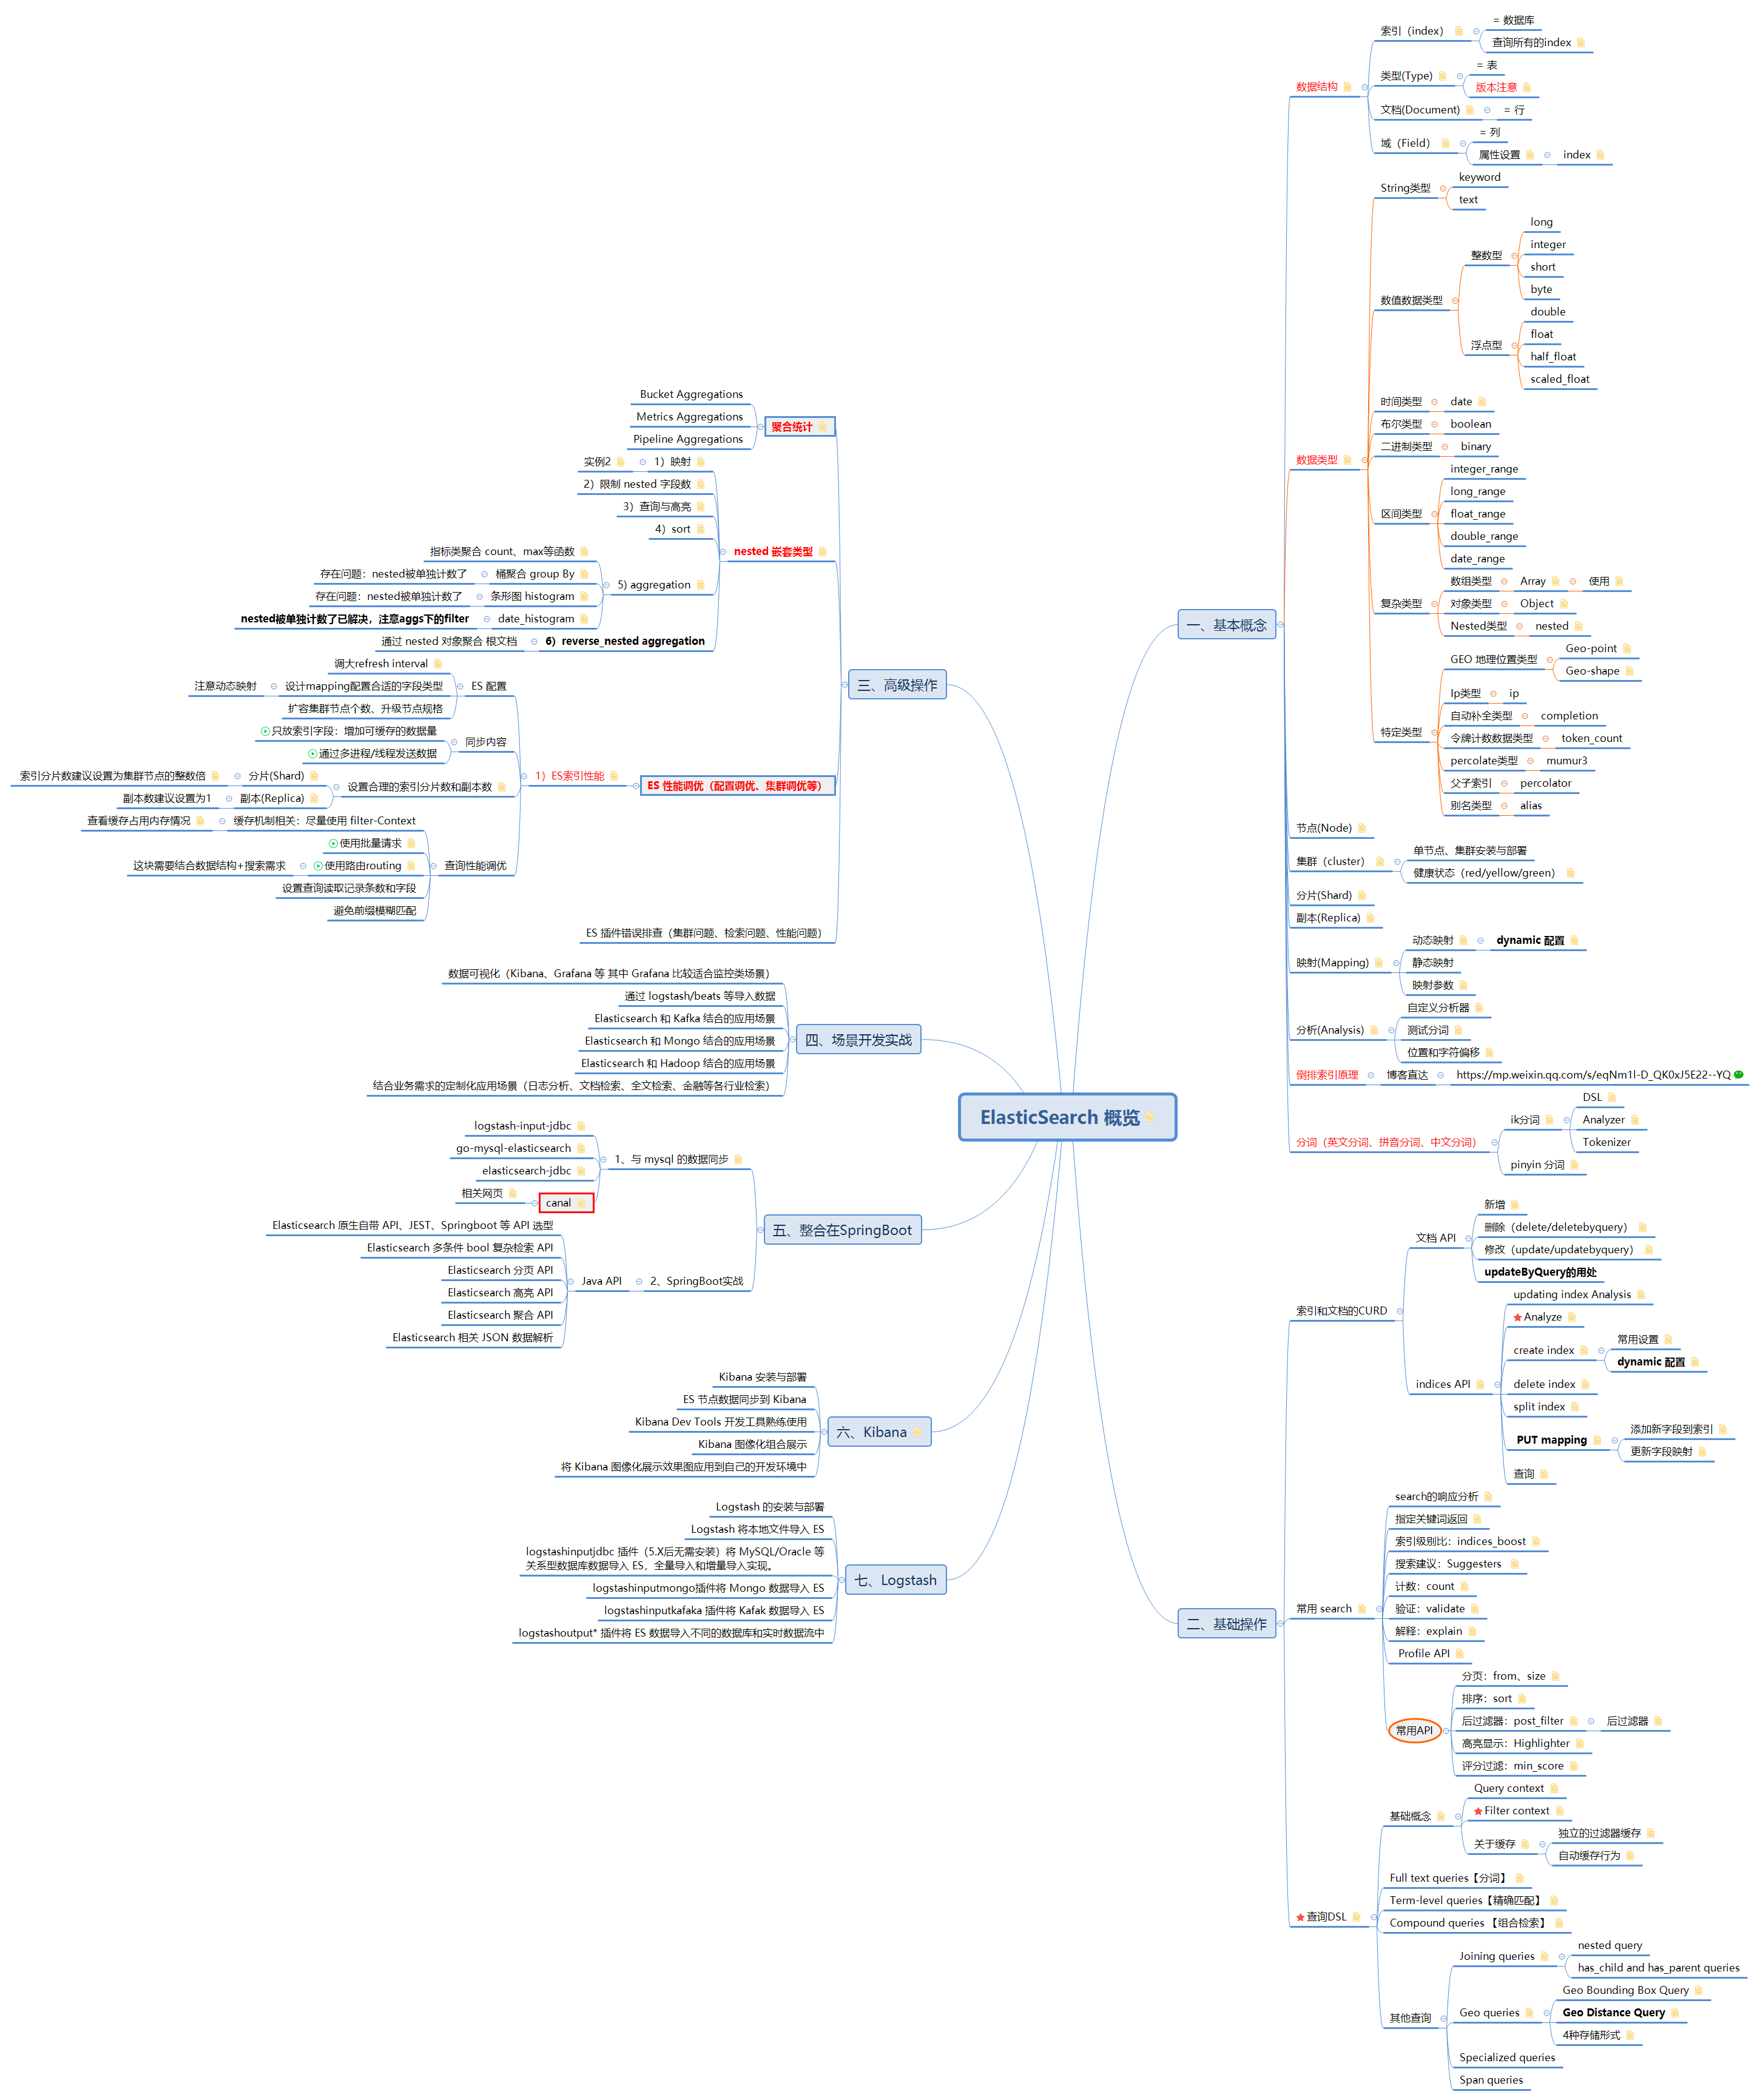 ElasticSearch 概览
一、基本概念
数据结构
索引（index）
= 数据库
查询所有的index
类型(Type)
= 表
版本注意
文档(Document)
= 行
域（Field）
= 列
属性设置
index
数据类型
String类型
keyword
text
数值数据类型
整数型
long
integer
short
byte
浮点型
double
float
half_float
scaled_float
时间类型
date
布尔类型
boolean
二进制类型
binary
区间类型
integer_range
long_range
float_range
double_range
date_range
复杂类型
数组类型
Array
使用
对象类型
Object
Nested类型
nested
特定类型
GEO 地理位置类型
Geo-point
Geo-shape
Ip类型
ip
自动补全类型
completion
令牌计数数据类型
token_count
percolate类型
mumur3
父子索引
percolator
别名类型
alias
节点(Node)
集群（cluster）
单节点、集群安装与部署
健康状态（red/yellow/green）
分片(Shard)
副本(Replica)
映射(Mapping)
动态映射
dynamic 配置
静态映射
映射参数
分析(Analysis)
自定义分析器
测试分词
位置和字符偏移
倒排索引原理
博客直达
https://mp.weixin.qq.com/s/eqNm1l-D_QK0xJ5E22--YQ
分词（英文分词、拼音分词、中文分词）
ik分词
DSL
Analyzer
Tokenizer
pinyin 分词
二、基础操作
索引和文档的CURD
文档 API
新增
删除（delete/deletebyquery）
修改（update/updatebyquery）
updateByQuery的用处
indices API
updating index Analysis
Analyze
create index
常用设置
dynamic 配置
delete index
split index
PUT mapping
添加新字段到索引
更新字段映射
查询
常用 search
search的响应分析
指定关键词返回
索引级别比：indices_boost
搜索建议：Suggesters
计数：count
验证：validate
解释：explain
Profile API
常用API
分页：from、size
排序：sort
后过滤器：post_filter
后过滤器
高亮显示：Highlighter
评分过滤：min_score
查询DSL
基础概念
Query context
Filter context
关于缓存
独立的过滤器缓存
自动缓存行为
Full text queries【分词】
Term-level queries【精确匹配】
Compound queries 【组合检索】
其他查询
Joining queries
nested query
has_child and has_parent queries
Geo queries
Geo Bounding Box Query
Geo Distance Query
4种存储形式
Specialized queries
Span queries
三、高级操作
聚合统计
Bucket Aggregations
Metrics Aggregations
Pipeline Aggregations
nested 嵌套类型
1）映射
实例2
2）限制 nested 字段数
3）查询与高亮
4）sort
5) aggregation
指标类聚合 count、max等函数
桶聚合 group By
存在问题：nested被单独计数了
条形图 histogram
存在问题：nested被单独计数了
date_histogram
nested被单独计数了已解决，注意aggs下的filter
6）reverse_nested aggregation
通过 nested 对象聚合 根文档
ES 性能调优（配置调优、集群调优等）
1）ES索引性能
ES 配置
调大refresh interval
设计mapping配置合适的字段类型
注意动态映射
扩容集群节点个数、升级节点规格
同步内容
只放索引字段：增加可缓存的数据量
通过多进程/线程发送数据
设置合理的索引分片数和副本数
分片(Shard)
索引分片数建议设置为集群节点的整数倍
副本(Replica)
副本数建议设置为1
查询性能调优
缓存机制相关：尽量使用 filter-Context
查看缓存占用内存情况
使用批量请求
使用路由routing
这块需要结合数据结构+搜索需求
设置查询读取记录条数和字段
避免前缀模糊匹配
ES 插件错误排查（集群问题、检索问题、性能问题）
四、场景开发实战
数据可视化（Kibana、Grafana 等 其中 Grafana 比较适合监控类场景）
通过 logstash/beats 等导入数据
Elasticsearch 和 Kafka 结合的应用场景
Elasticsearch 和 Mongo 结合的应用场景
Elasticsearch 和 Hadoop 结合的应用场景
结合业务需求的定制化应用场景（日志分析、文档检索、全文检索、金融等各行业检索）
五、整合在SpringBoot
1、与 mysql 的数据同步
logstash-input-jdbc
go-mysql-elasticsearch
elasticsearch-jdbc
canal
相关网页
2、SpringBoot实战
Java API
Elasticsearch 原生自带 API、JEST、Springboot 等 API 选型
Elasticsearch 多条件 bool 复杂检索 API
Elasticsearch 分页 API
Elasticsearch 高亮 API
Elasticsearch 聚合 API
Elasticsearch 相关 JSON 数据解析
六、Kibana
Kibana 安装与部署
ES 节点数据同步到 Kibana
Kibana Dev Tools 开发工具熟练使用
Kibana 图像化组合展示
将 Kibana 图像化展示效果图应用到自己的开发环境中
七、Logstash
Logstash 的安装与部署
Logstash 将本地文件导入 ES
logstashinputjdbc 插件（5.X后无需安装）将 MySQL/Oracle 等
关系型数据库数据导入 ES，全量导入和增量导入实现。
logstashinputmongo插件将 Mongo 数据导入 ES
logstashinputkafaka 插件将 Kafak 数据导入 ES
logstashoutput* 插件将 ES 数据导入不同的数据库和实时数据流中